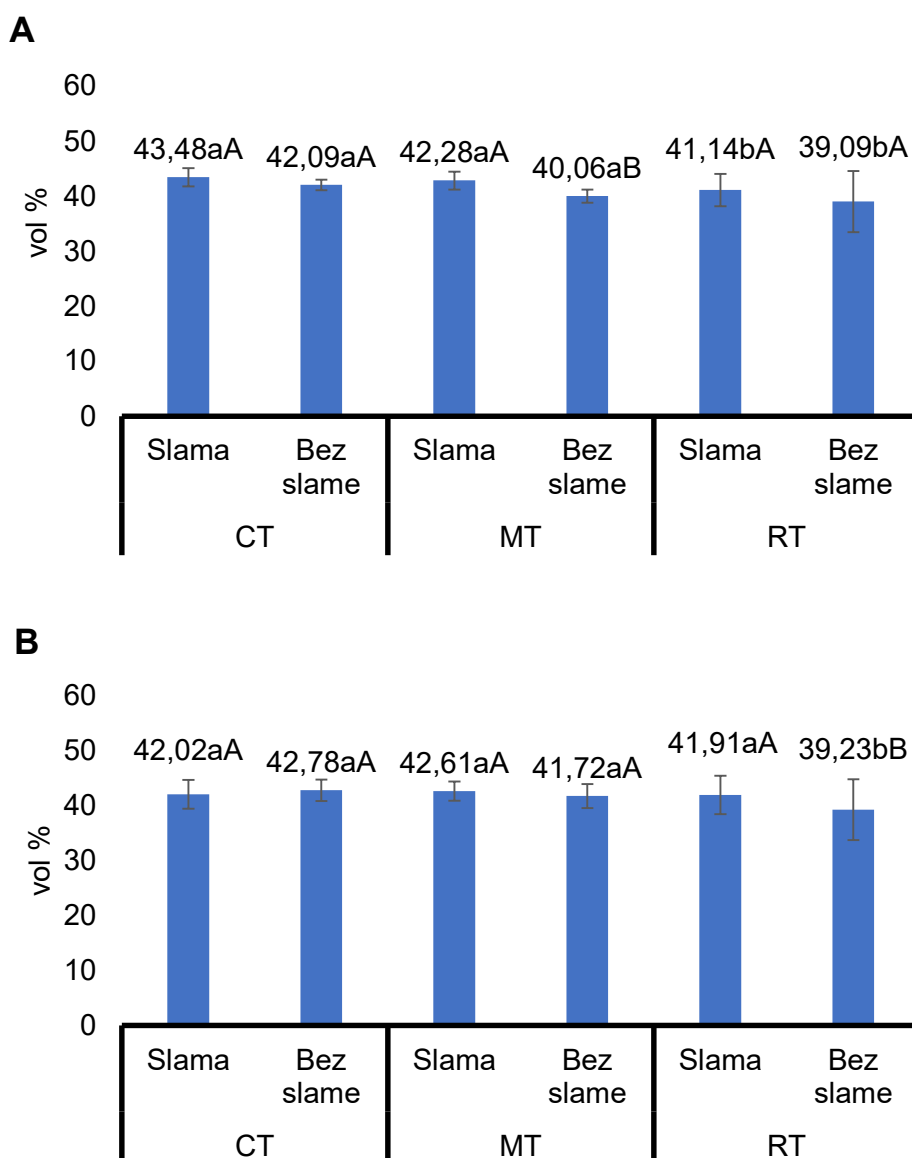 A
60
50
40
30
20
10
0
vol %
43,48aA 42,09aA 42,28aA 40,06aB 41,14bA 39,09bA
Slama Bez slame Slama Bez slame Slama Bez slame
CT MT RT
B
60
50
40
30
20
10
0
vol %
42,02aA 42,78aA 42,61aA 41,72aA 41,91aA 39,23bB
Slama Bez slame Slama Bez slame Slama Bez slame
CT MT RT